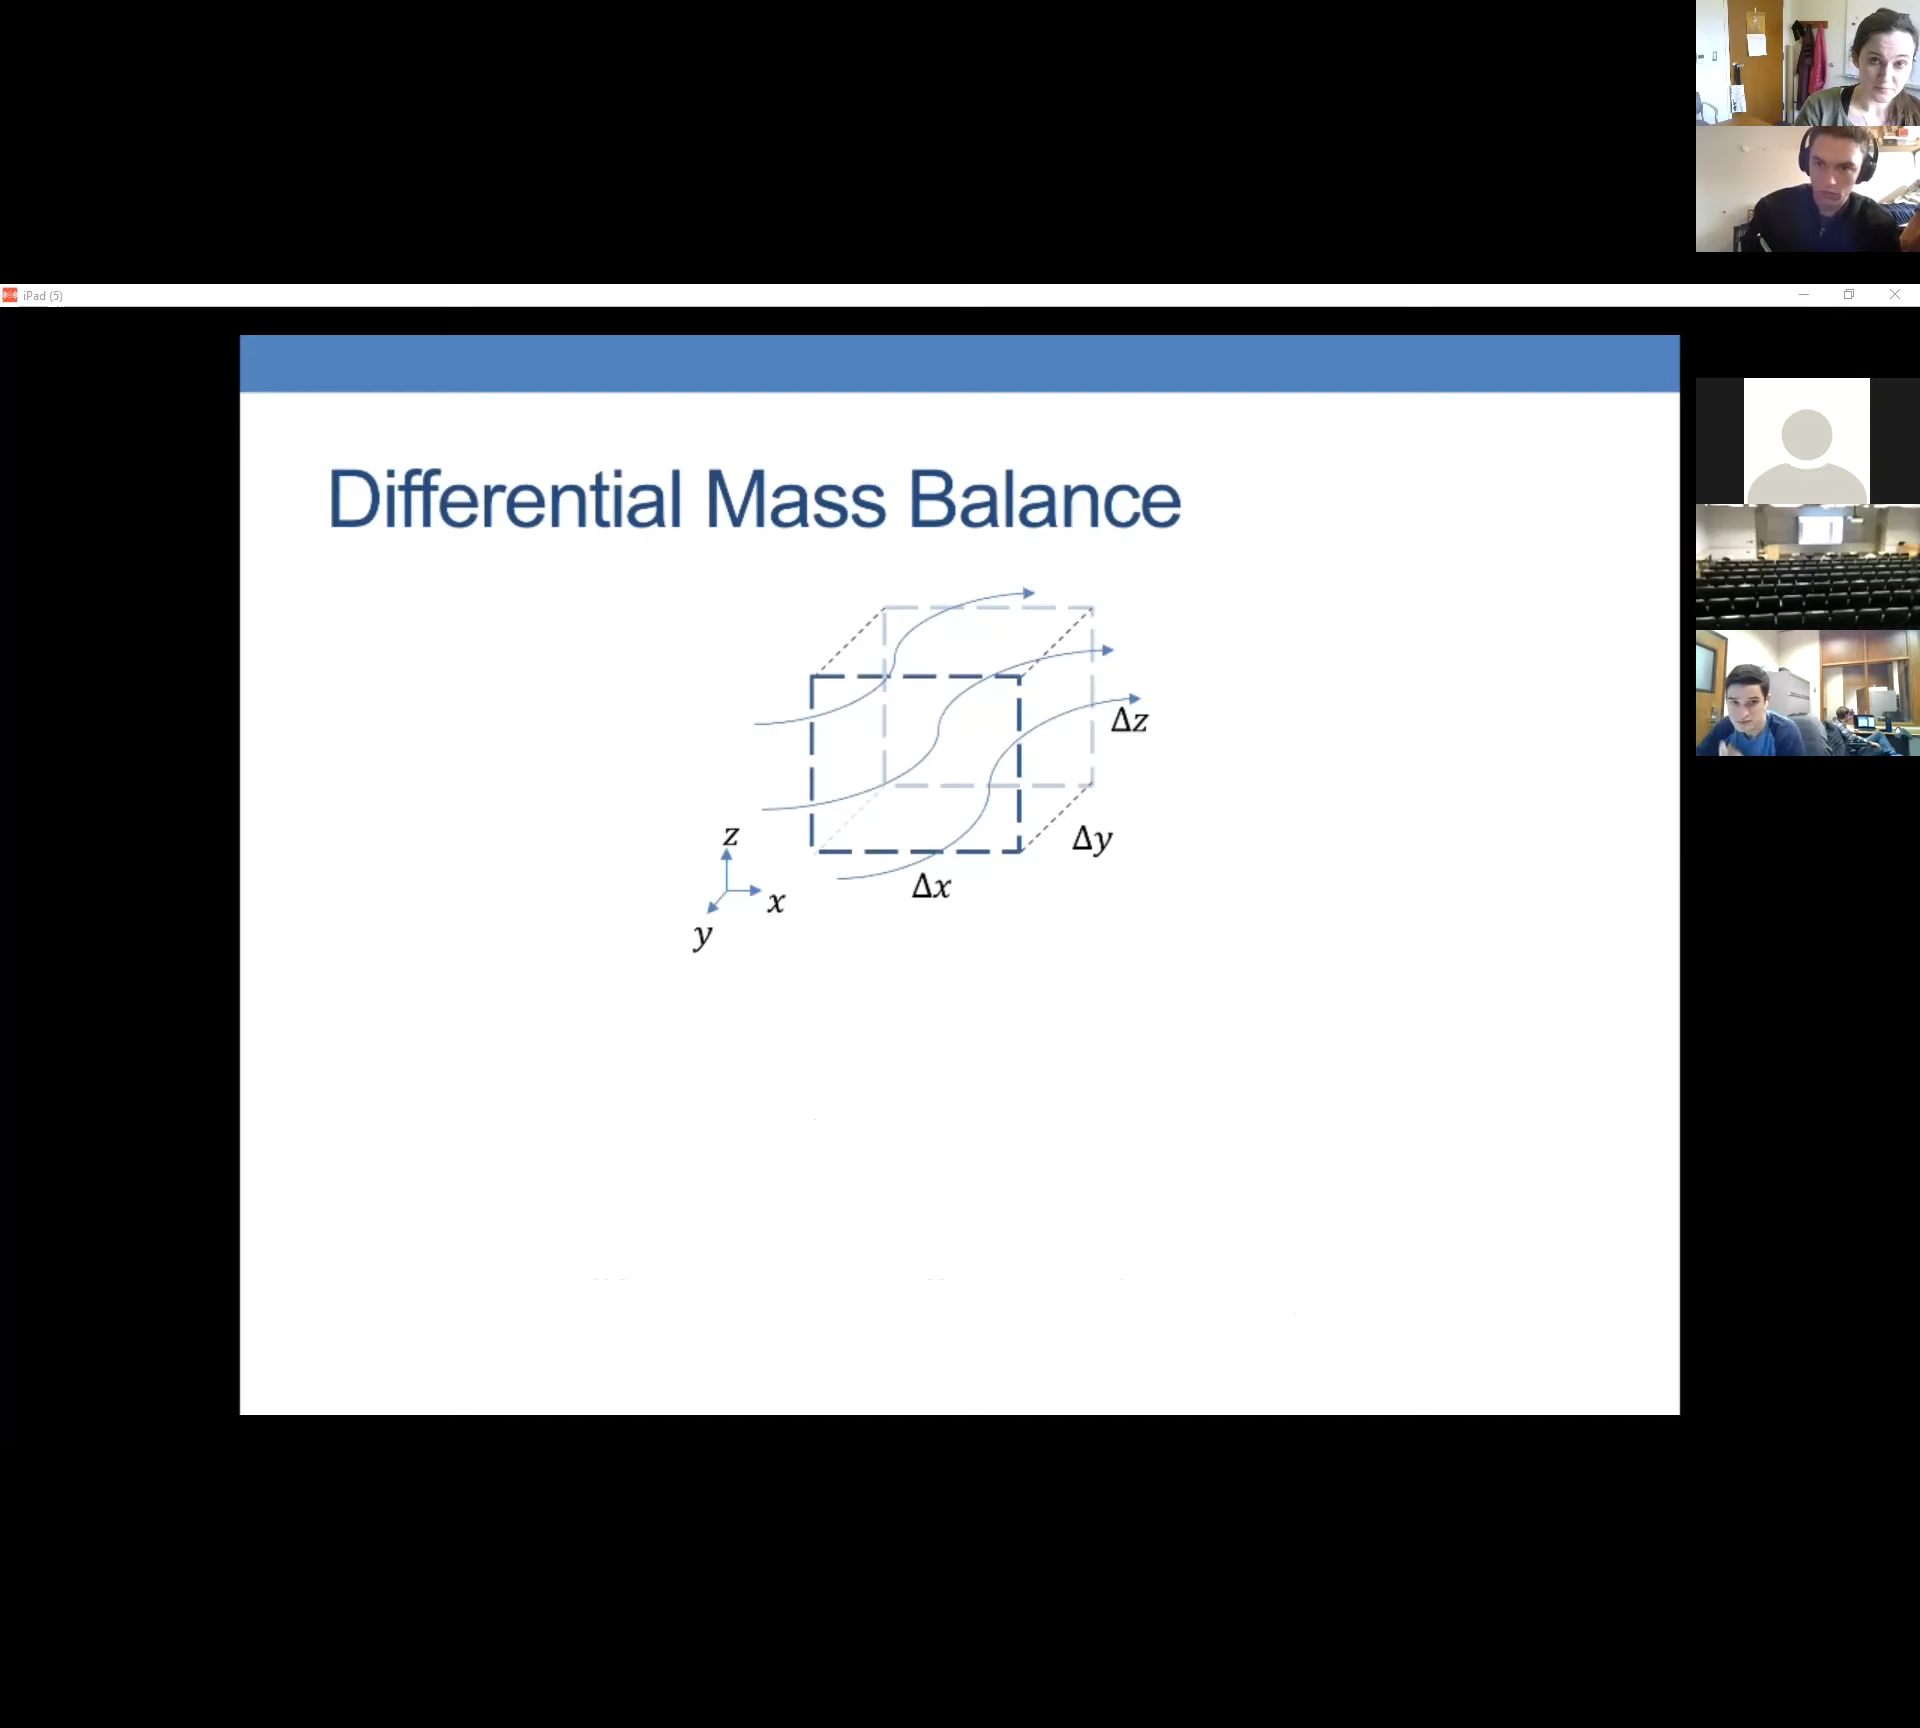 iPad (5)
Differential Mass Balance
Δz
z
Δy
Δx
x
y